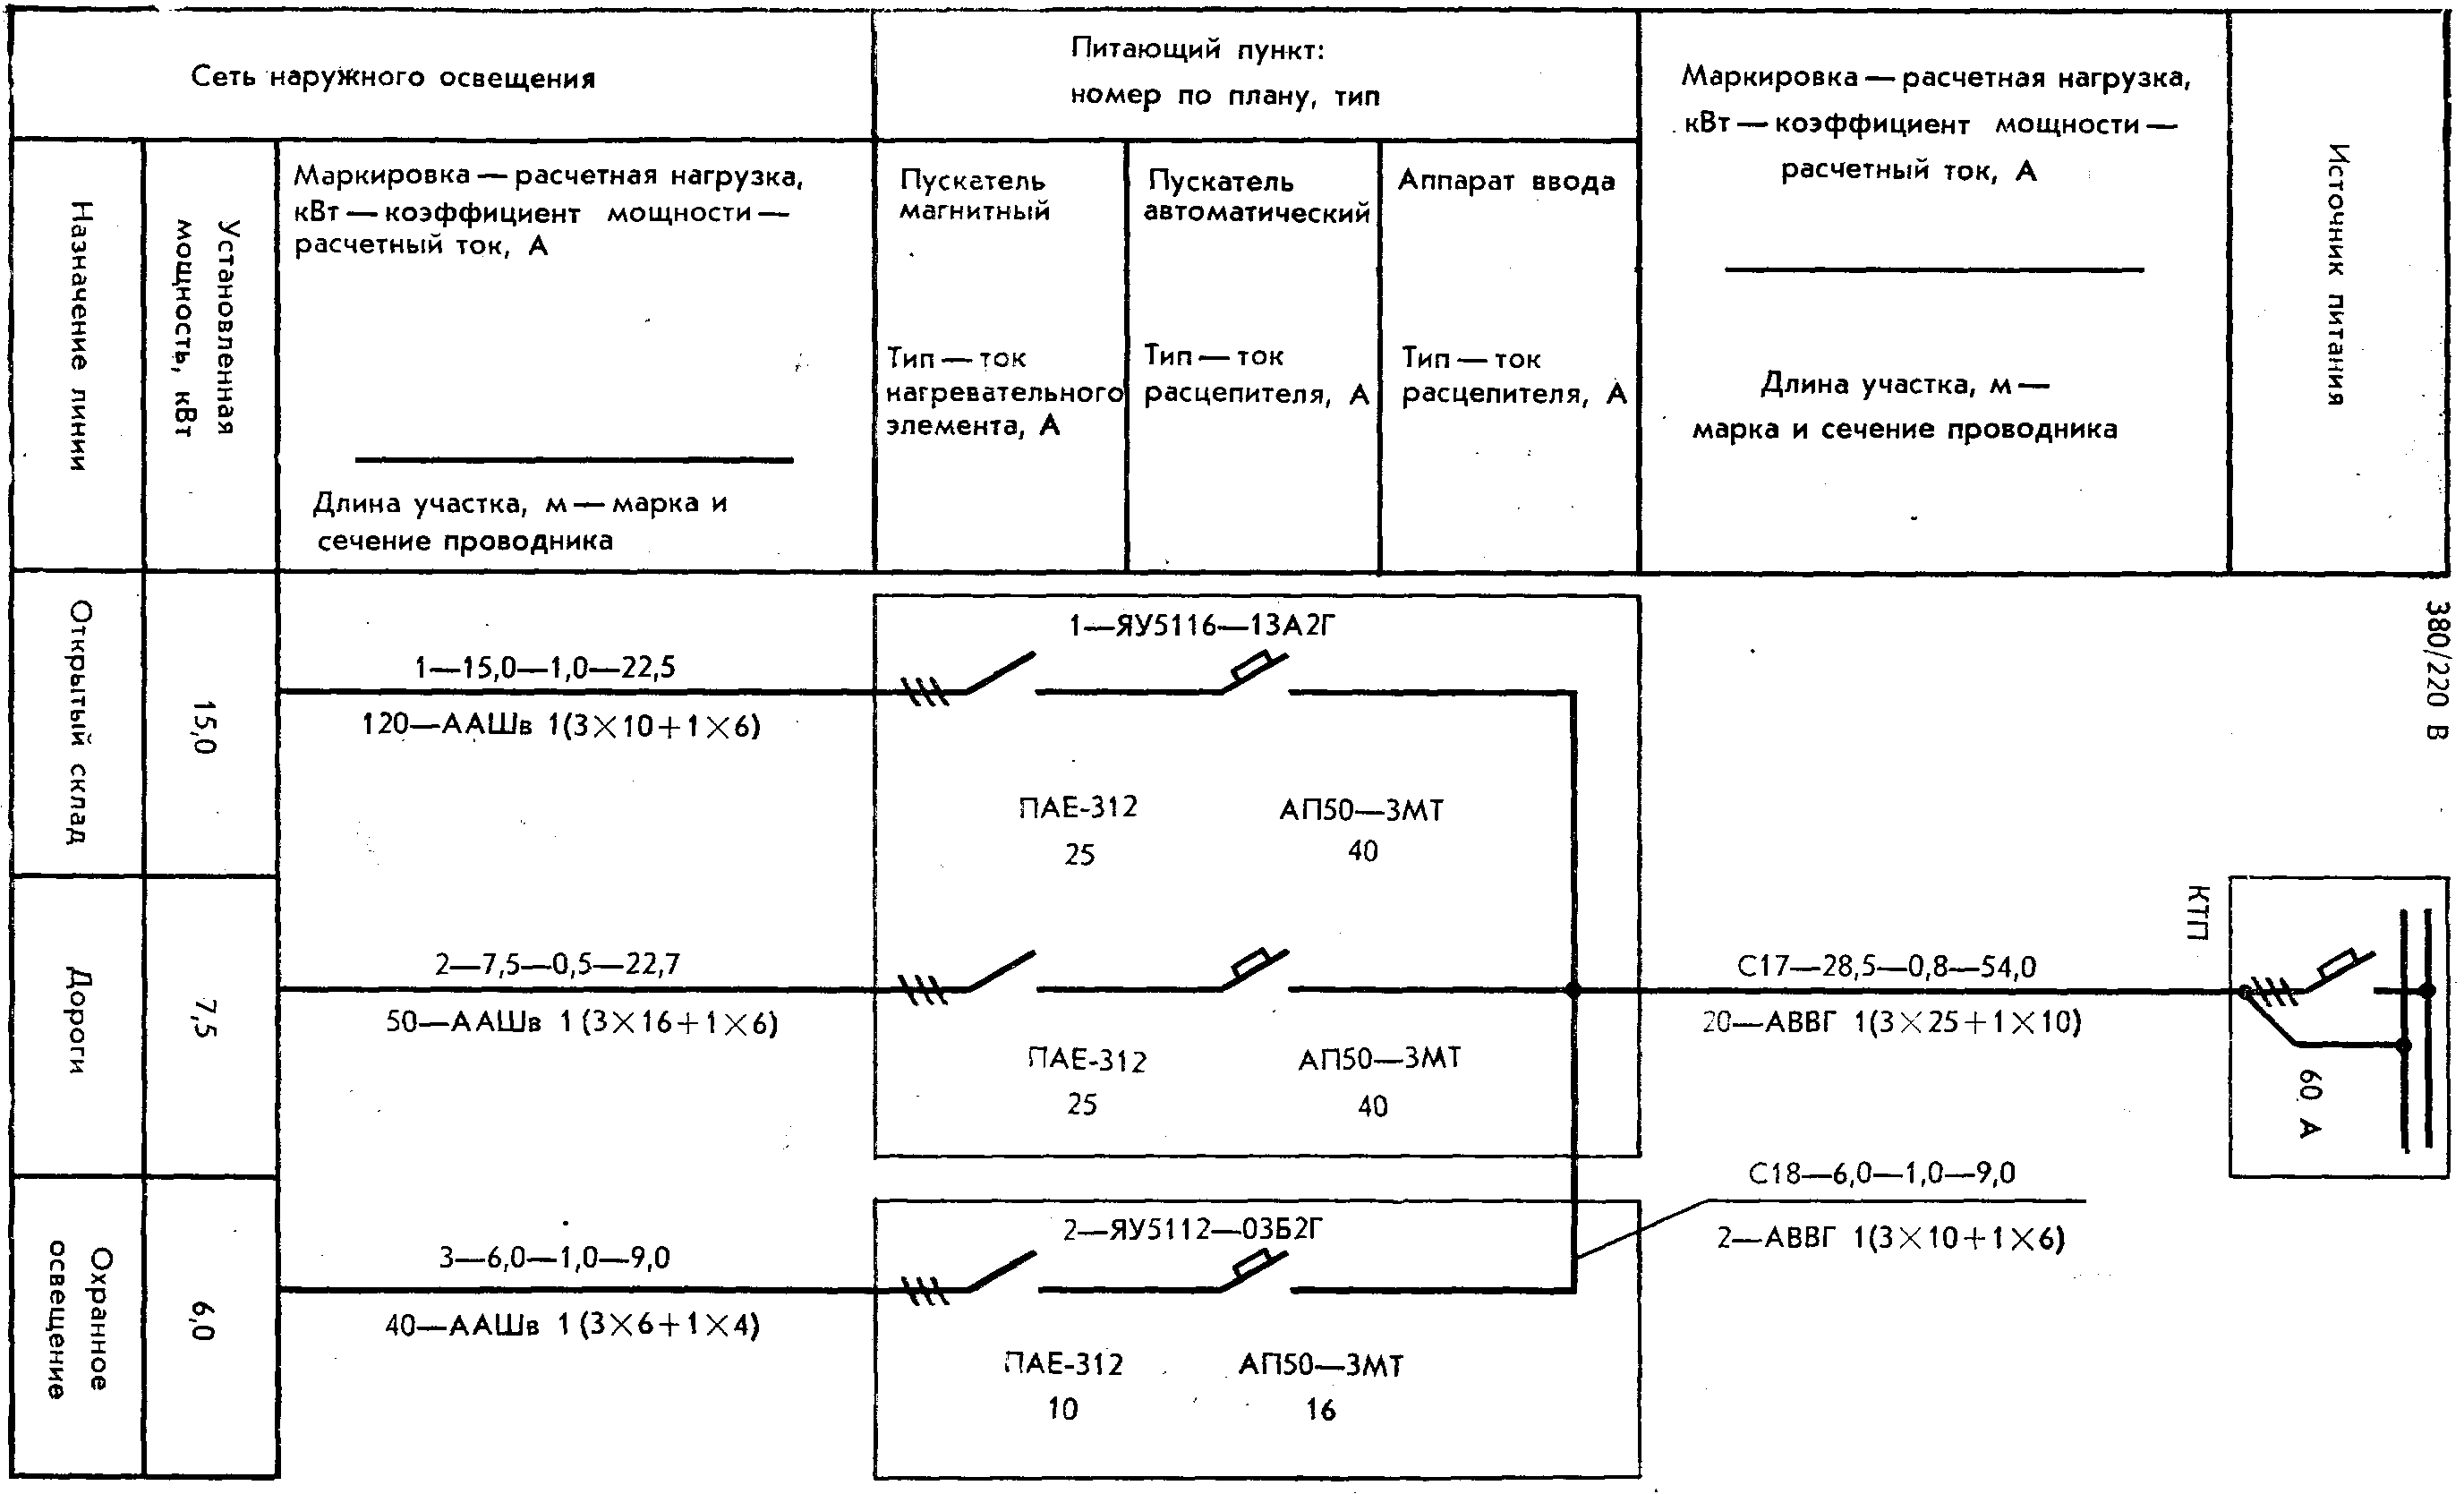 Сеть наружного освещения
Питающий пункт:
номер по плану, тип
Маркировка — расчетная нагрузка,
кВт — коэффициент мощности —
расчетный ток, А
Длина участка, м —
марка и сечение проводника
Источник питания
Назначение линии
Установленная
мощность, кВт
Маркировка — расчетная нагрузка,
кВт — коэффициент мощности —
расчетный ток, А
Длина участка, м — марка и
сечение проводника
Пускатель
магнитный
Тип — ток
нагревательного
элемента, А
Пускатель
автоматический
Тип — ток
расцепителя, А
Аппарат ввода
Тип — ток
расцепителя, А
Открытый склад
15,0
1—15,0—1,0—22,5
120—ААШв 1(3×10+1×6)
1—ЯУ5116—13А2Г
ПАЕ-312
25
АП50—3МТ
40
380/220 В
Дороги
7,5
2—7,5—0,5—22,7
50—ААШв 1(3×16+1×6)
ПАЕ-312
25
АП50—3МТ
40
С17—28,5—0,8—54,0
20—АВВГ 1(3×25+1×10)
КТП
60 А
Охранное
освещение
6,0
3—6,0—1,0—9,0
40—ААШв 1(3×6+1×4)
2—ЯУ5112—03Б2Г
ПАЕ-312
10
АП50—3МТ
16
С18—6,0—1,0—9,0
2—АВВГ 1(3×10+1×6)